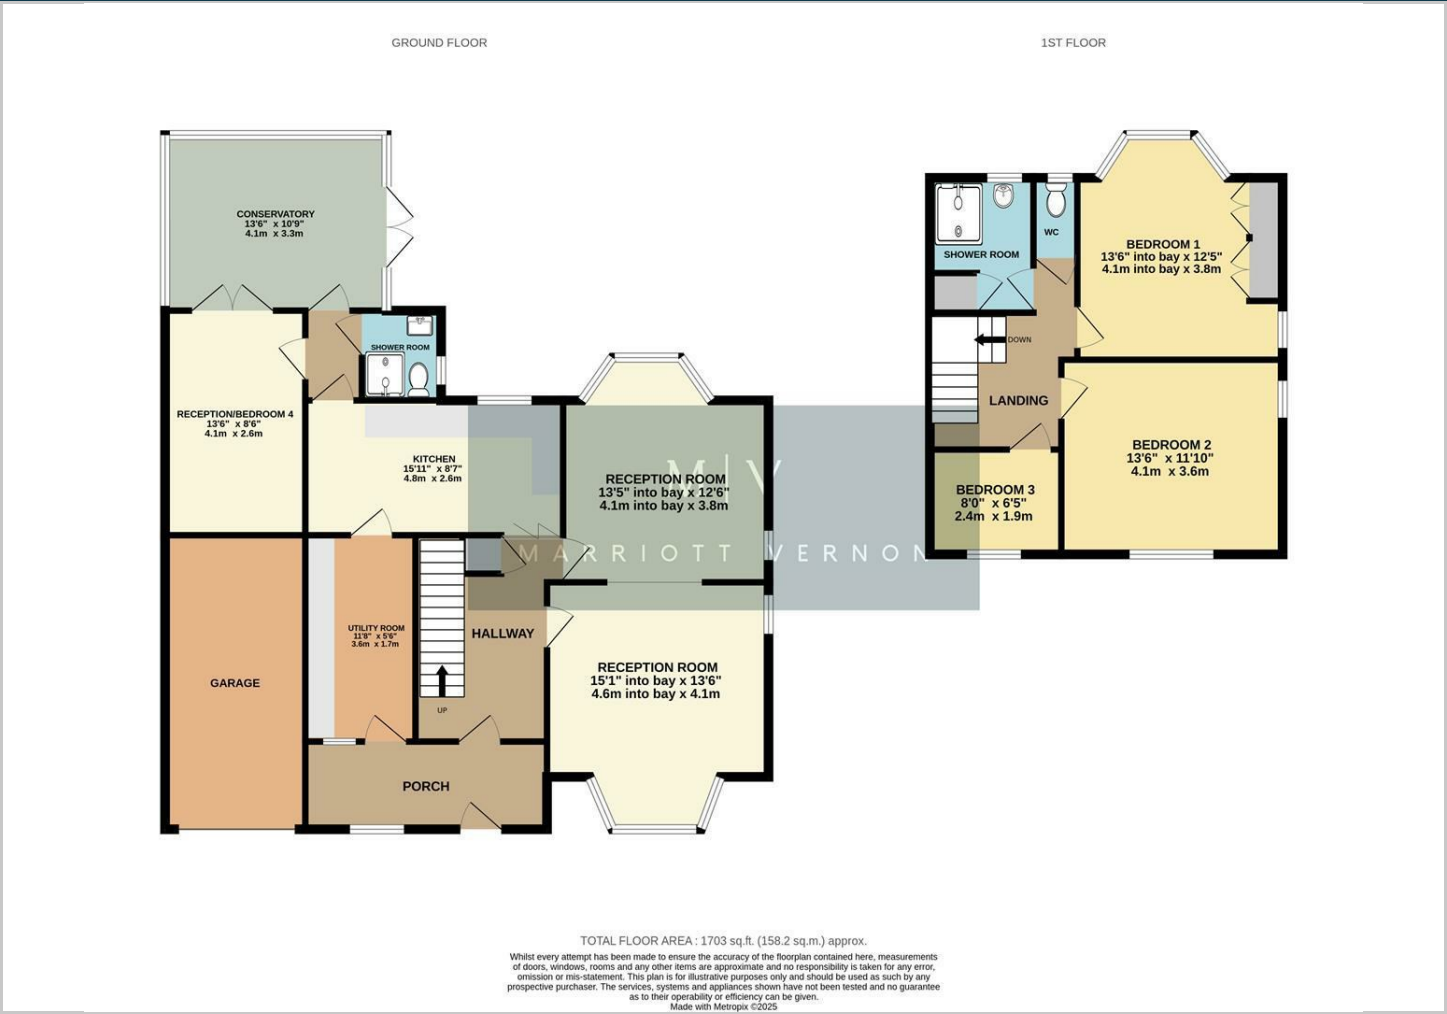 GROUND FLOOR
1ST FLOOR
CONSERVATORY
13'6" x 10'9"
4.1m x 3.3m
SHOWER ROOM
RECEPTION/BEDROOM 4
13'6" x 8'6"
4.1m x 2.6m
KITCHEN
15'11" x 8'7"
4.8m x 2.6m
RECEPTION ROOM
13'5" into bay x 12'6"
4.1m into bay x 3.8m
M|V
MARRIOTT VERNON
UTILITY ROOM
11'8" x 5'6"
3.6m x 1.7m
HALLWAY
UP
GARAGE
PORCH
RECEPTION ROOM
15'1" into bay x 13'6"
4.6m into bay x 4.1m
SHOWER ROOM
WC
BEDROOM 1
13'6" into bay x 12'5"
4.1m into bay x 3.8m
DOWN
LANDING
BEDROOM 2
13'6" x 11'10"
4.1m x 3.6m
BEDROOM 3
8'0" x 6'5"
2.4m x 1.9m
TOTAL FLOOR AREA : 1703 sq.ft. (158.2 sq.m.) approx.
Whilst every attempt has been made to ensure the accuracy of the floorplan contained here, measurements
of doors, windows, rooms and any other items are approximate and no responsibility is taken for any error,
omission or mis-statement. This plan is for illustrative purposes only and should be used as such by any
prospective purchaser. The services, systems and appliances shown have not been tested and no guarantee
as to their operability or efficiency can be given.
Made with Metropix ©2025